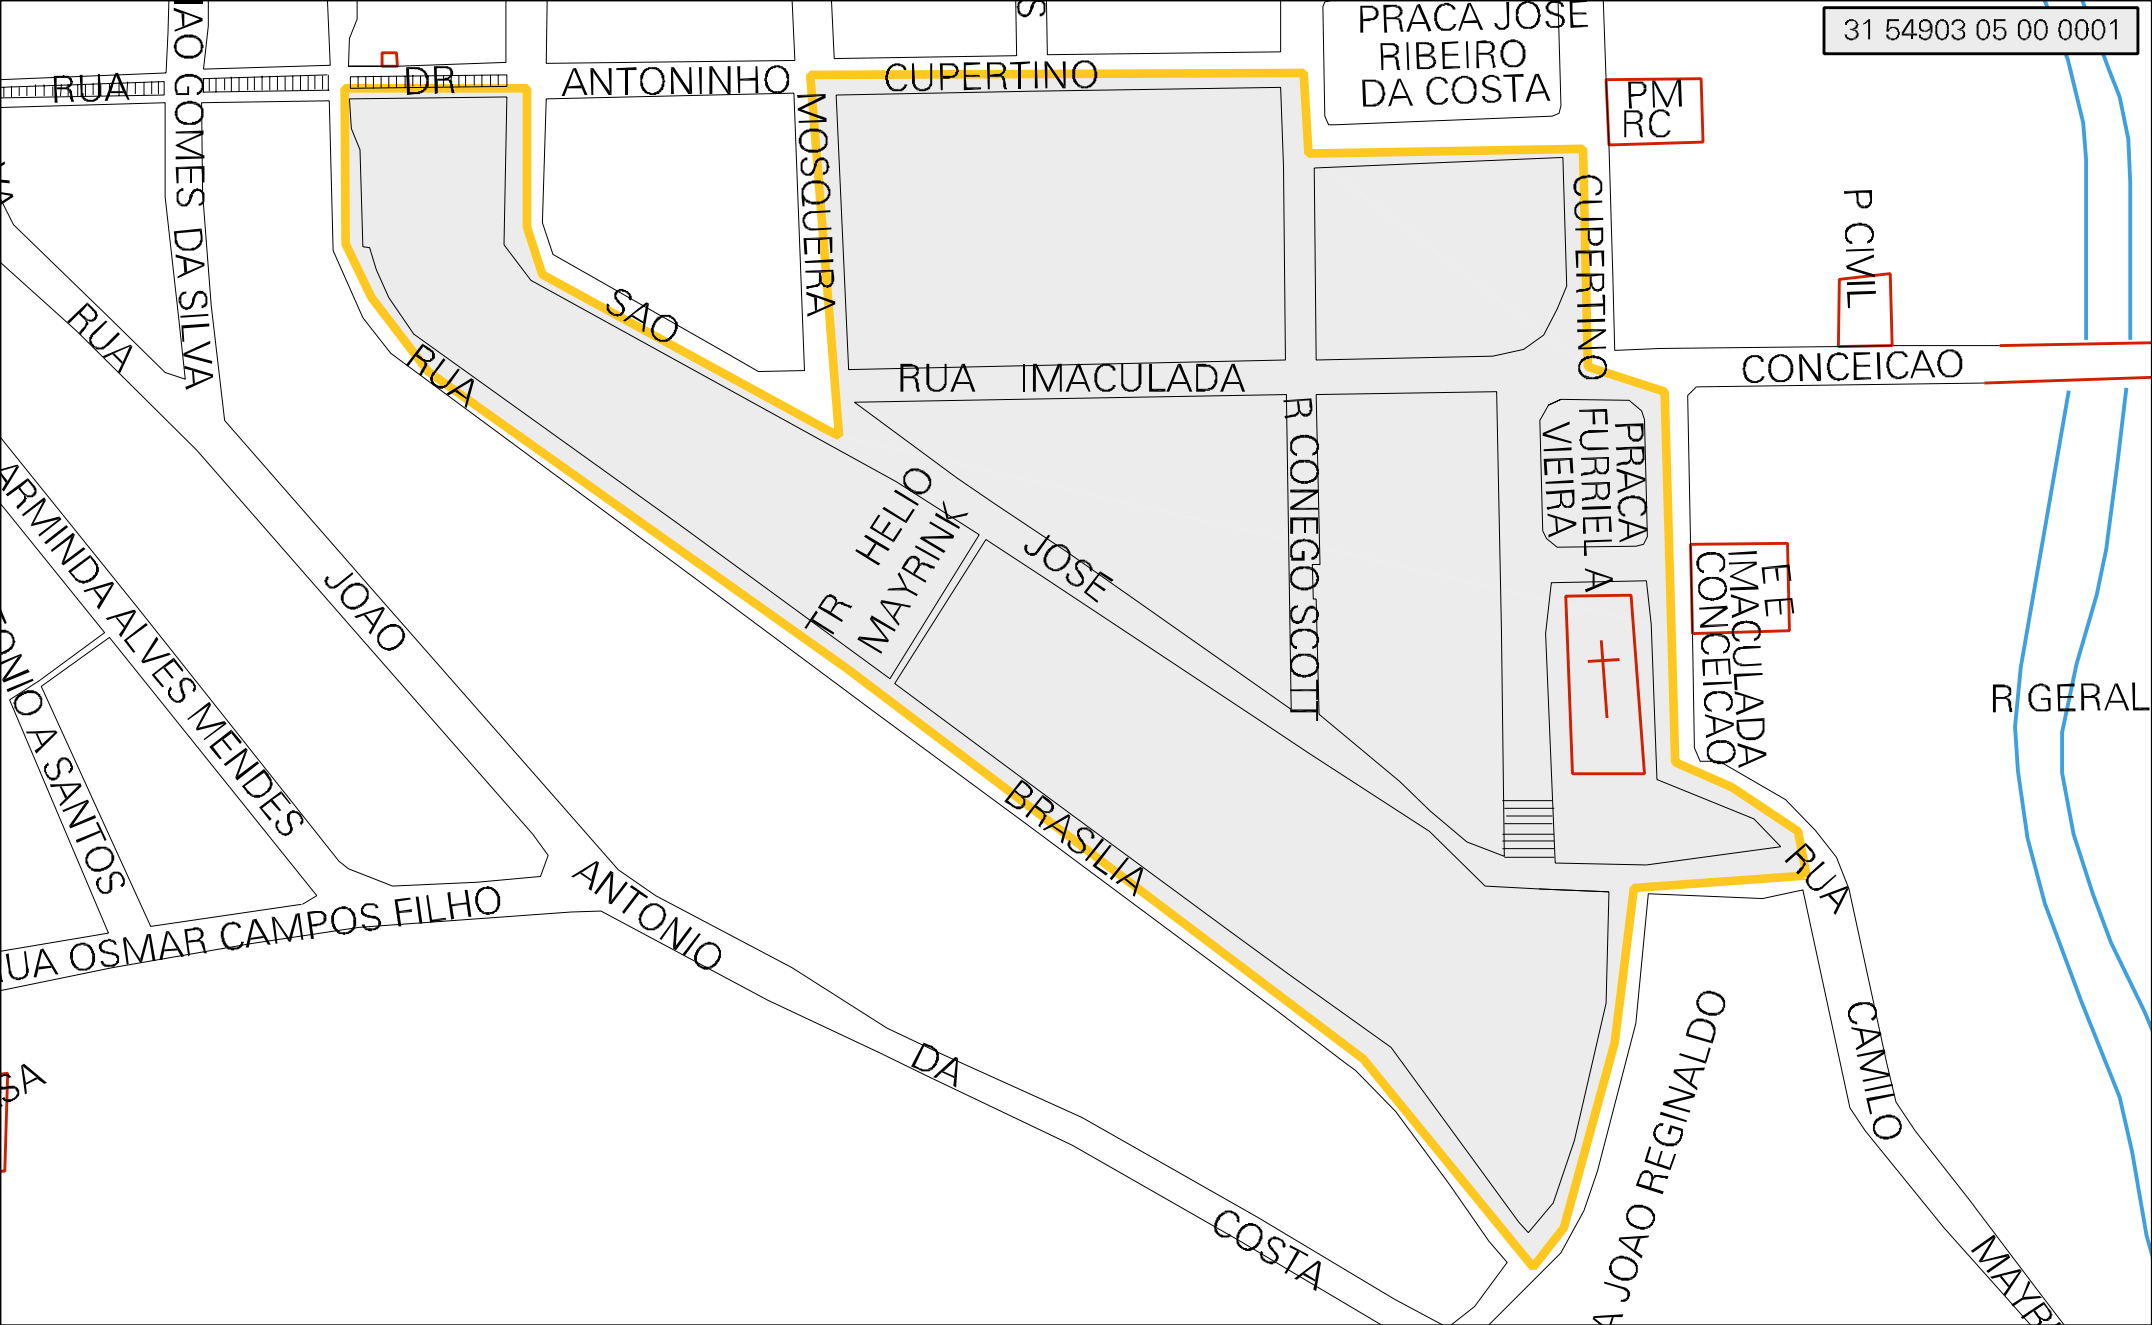 31 54903 05 00 0001
PRACA JOSE
RIBEIRO
DA COSTA
RUA
DR
ANTONINHO
CUPERTINO
PM
RC
AO GOMES DA SILVA
MOSQUEIRA
CUPERTINO
P CIVIL
RUA
SAO
RUA
RUA IMACULADA
CONCEICAO
R CONEGO SCOTT
PRACA
FURRIEL A
VIEIRA
HELIO
TR MAYRINK
JOSE
E E
IMACULADA
CONCEICAO
ARMINDA ALVES MENDES
JOAO
A SANTOS
R GERAL
BRASILIA
RUA
UA OSMAR CAMPOS FILHO
ANTONIO
DA
COSTA
JOAO REGINALDO
CAMILO
SA